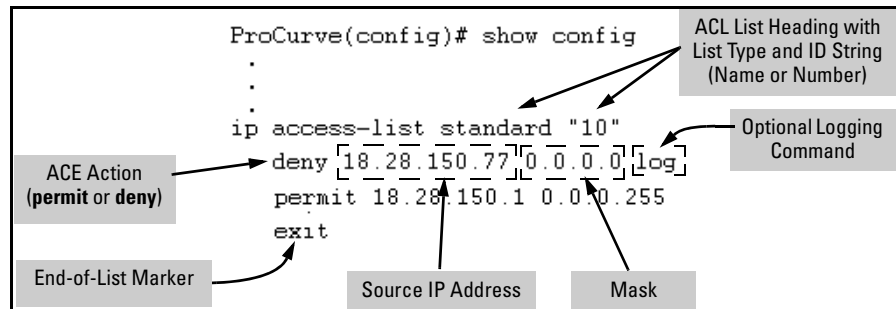 ProCurve(config)# show config
.
.
.
ip access-list standard "10"
deny 18.28.150.77 0.0.0.0 log
permit 18.28.150.1 0.0.0.255
.
exit
ACL List Heading with
List Type and ID String
(Name or Number)
Optional Logging
Command
ACE Action
(permit or deny)
End-of-List Marker
Source IP Address
Mask